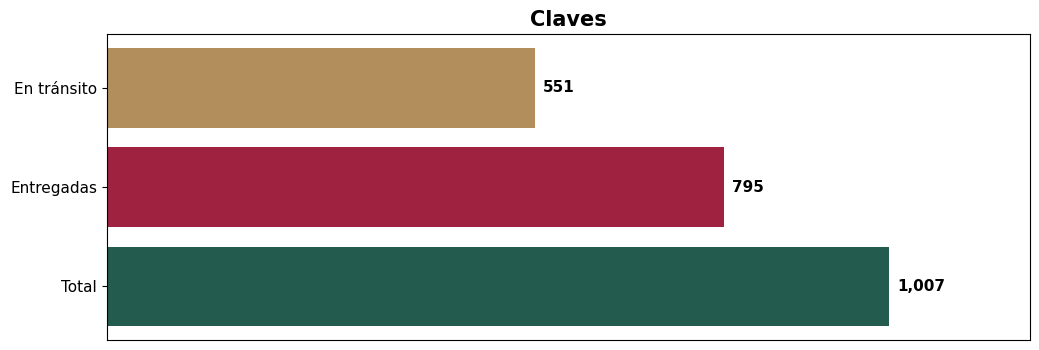 Claves
En tránsito 551
Entregadas 795
Total 1,007